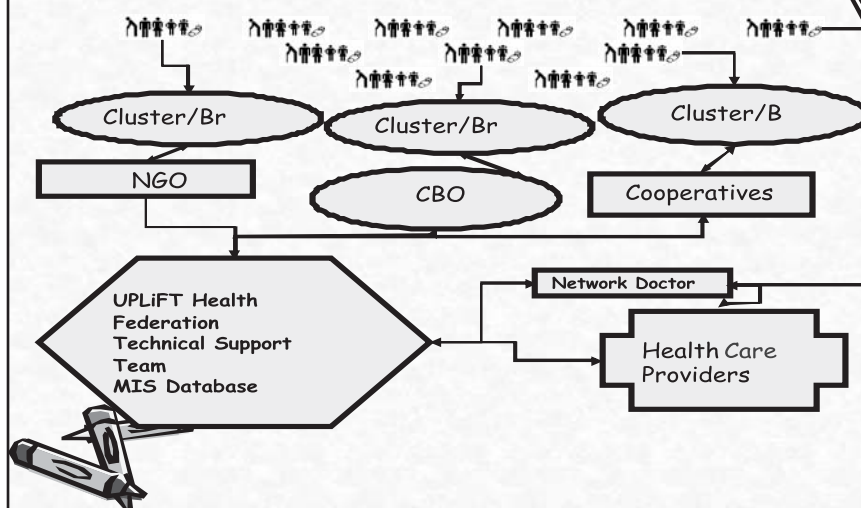 Cluster/Br
Cluster/Br
Cluster/B
NGO
CBO
Cooperatives
UPLiFT Health
Federation
Technical Support
Team
MIS Database
Network Doctor
Health Care
Providers